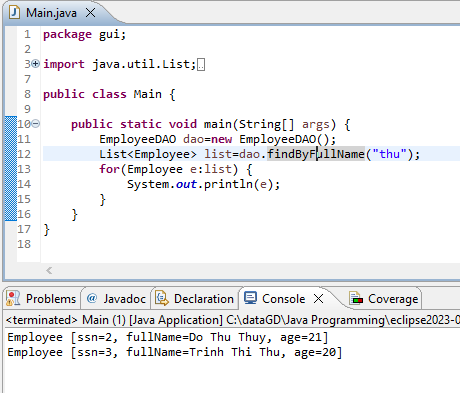 Main.java
1 package gui;
2
3 import java.util.List;
7
8 public class Main {
9
10 public static void main(String[] args) {
11 EmployeeDAO dao=new EmployeeDAO();
12 List<Employee> list=dao.findByFullName("thu");
13 for(Employee e:list) {
14 System.out.println(e);
15 }
16 }
17 }
18
Problems @ Javadoc Declaration Console Coverage
<terminated> Main (1) [Java Application] C:\dataGD\Java Programming\eclipse2023-0
Employee [ssn=2, fullName=Do Thu Thuy, age=21]
Employee [ssn=3, fullName=Trinh Thi Thu, age=20]